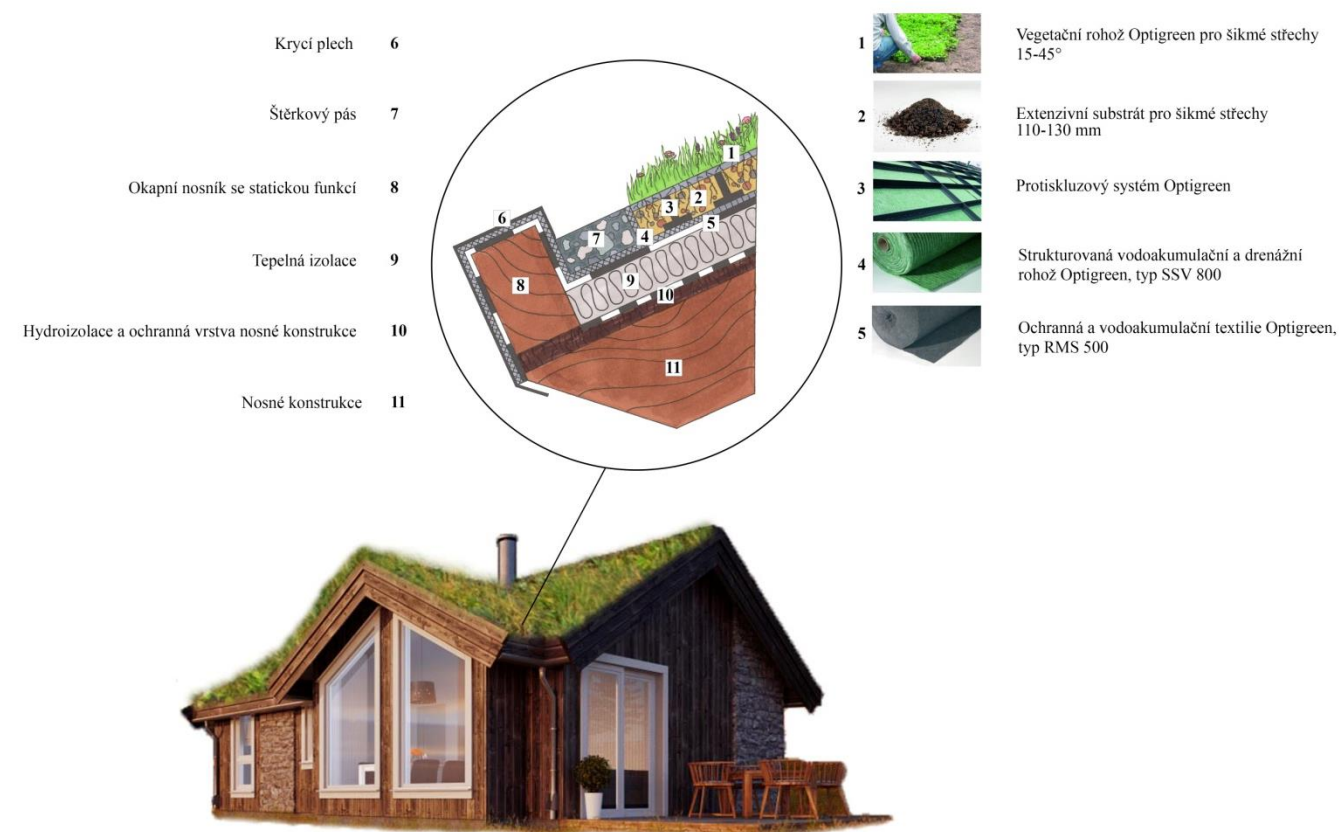 Krycí plech 6
Štěrkový pás 7
Okapní nosník se statickou funkcí 8
Tepelná izolace 9
Hydroizolace a ochranná vrstva nosné konstrukce 10
Nosné konstrukce 11
1
2
3
4
5
6
7
8
9
10
11
1 Vegetační rohož Optigreen pro šikmé střechy
15-45°
2 Extenzivní substrát pro šikmé střechy
110-130 mm
3 Protiskluzový systém Optigreen
4 Strukturovaná vodoakumulační a drenážní
rohož Optigreen, typ SSV 800
5 Ochranná a vodoakumulační textilie Optigreen,
typ RMS 500